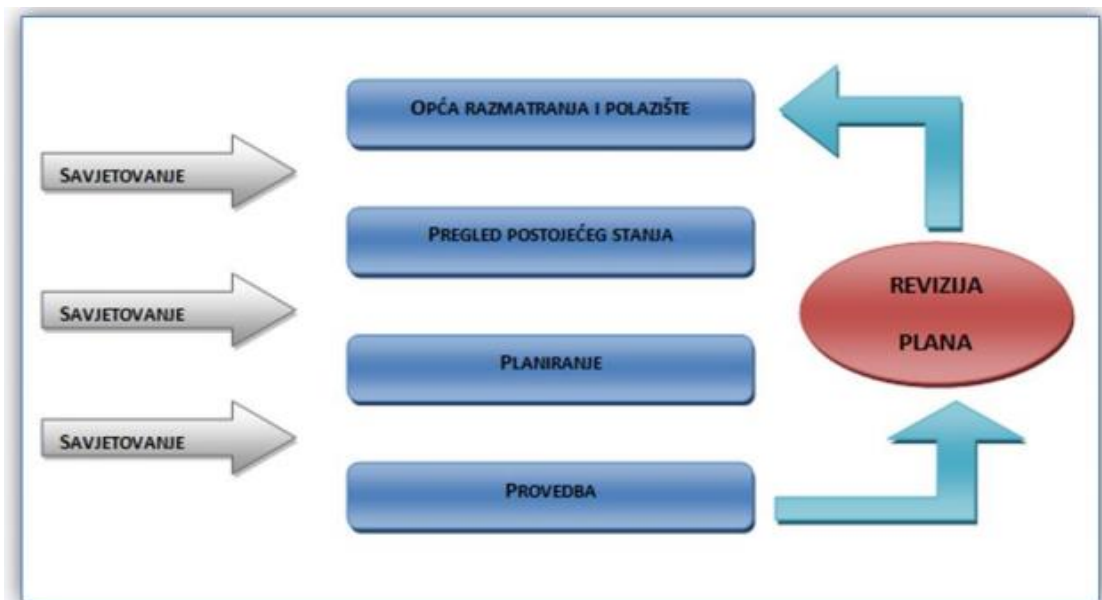 OPĆA RAZMATRANJA I POLAZIŠTE
SAVJETOVANJE
PREGLED POSTOJEĆEG STANJA
SAVJETOVANJE
PLANIRANJE
SAVJETOVANJE
PROVEDBA
REVIZIJA
PLANA